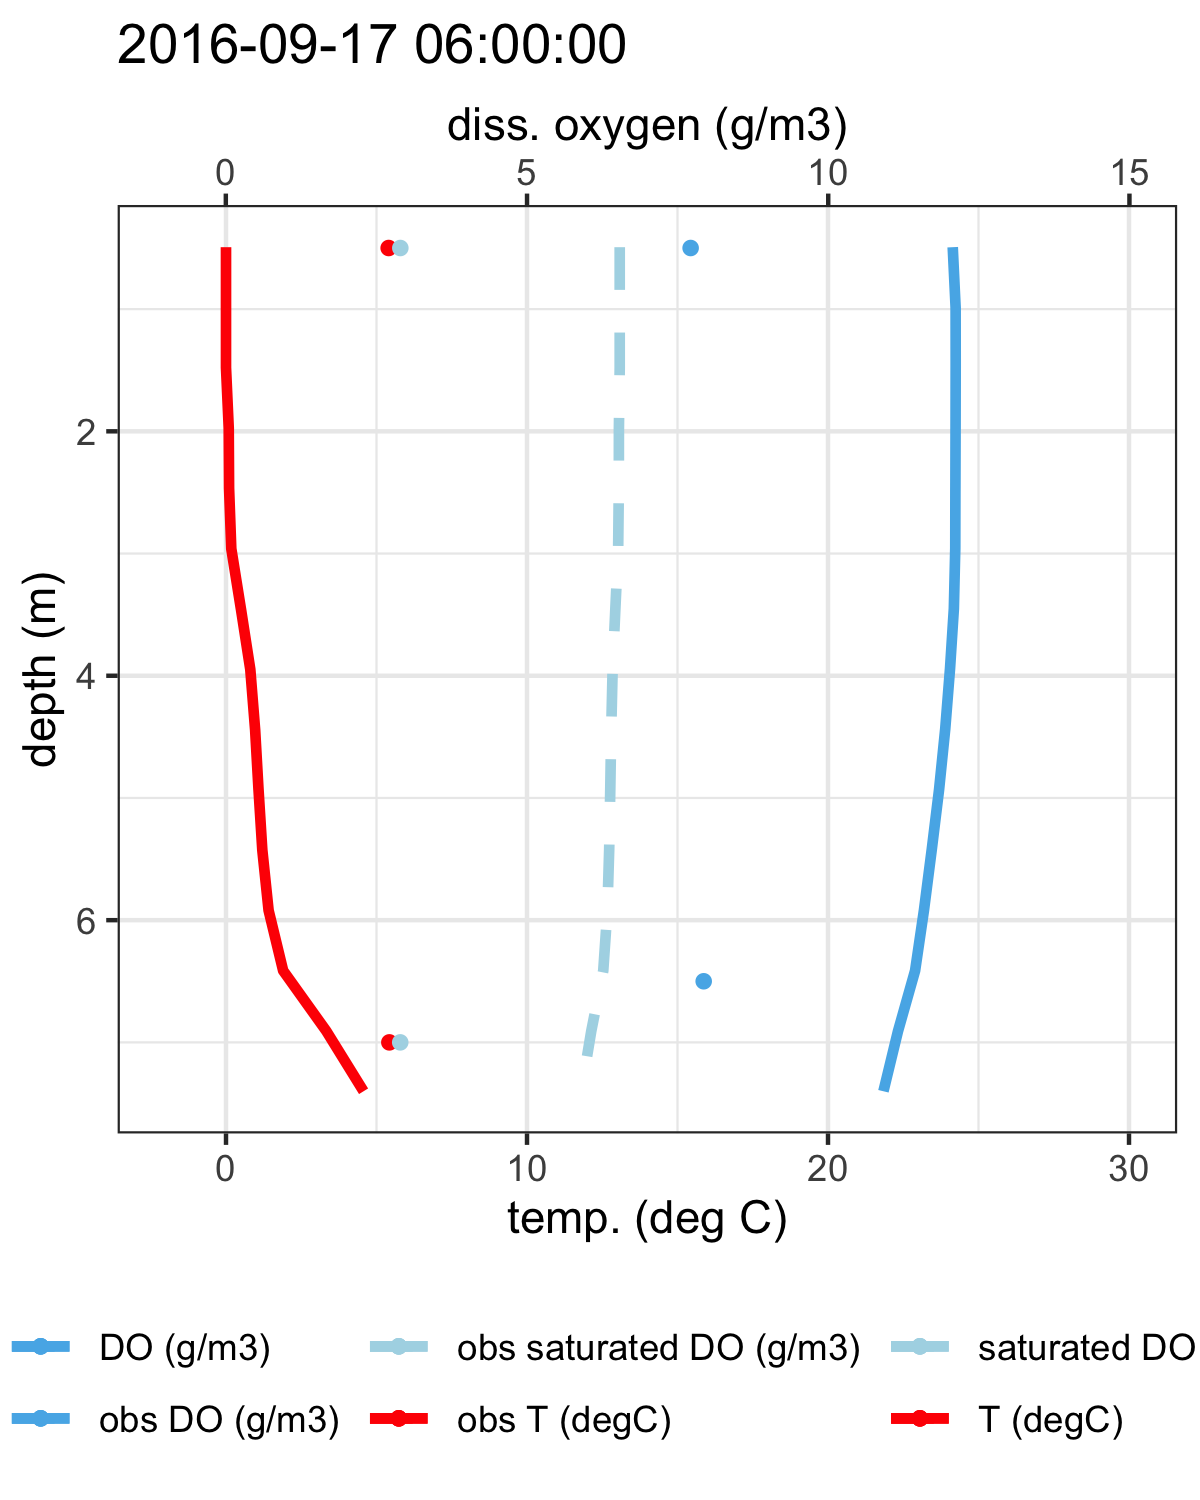 2016-09-17 06:00:00
diss. oxygen (g/m3)
0 5 10 15
2
4
6
depth (m)
0 10 20 30
temp. (deg C)
DO (g/m3) obs saturated DO (g/m3) saturated DO
obs DO (g/m3) obs T (degC) T (degC)